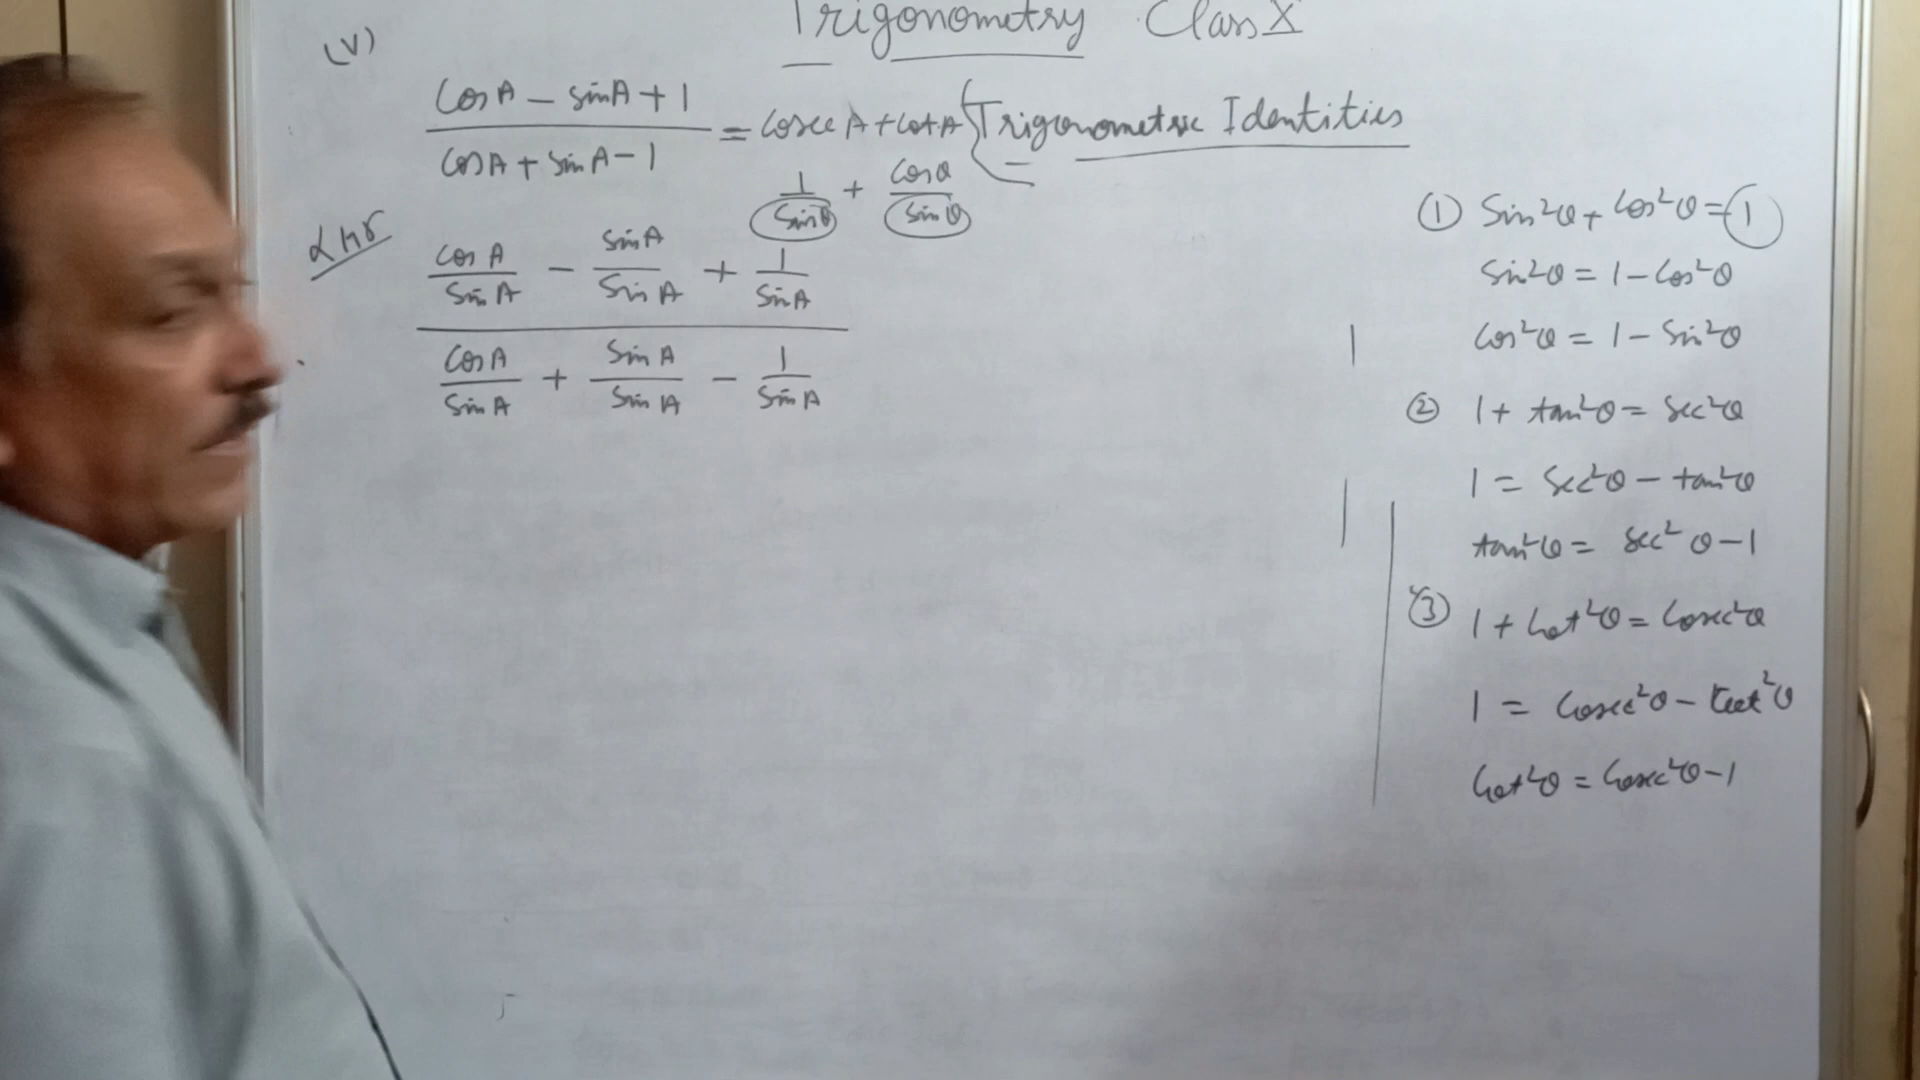 Trigonometry Class X
(V)
cosA - sinA + 1 / cosA + sinA - 1 = cosec A + cot A
Trigonometric Identities
1/sinθ + cosθ/sinθ
LHS
cosA/sinA - sinA/sinA + 1/sinA
cosA/sinA + sinA/sinA - 1/sinA
① sin²θ + cos²θ = 1
sin²θ = 1 - cos²θ
cos²θ = 1 - sin²θ
② 1 + tan²θ = sec²θ
1 = sec²θ - tan²θ
tan²θ = sec²θ - 1
③ 1 + cot²θ = cosec²θ
1 = cosec²θ - cot²θ
cot²θ = cosec²θ - 1